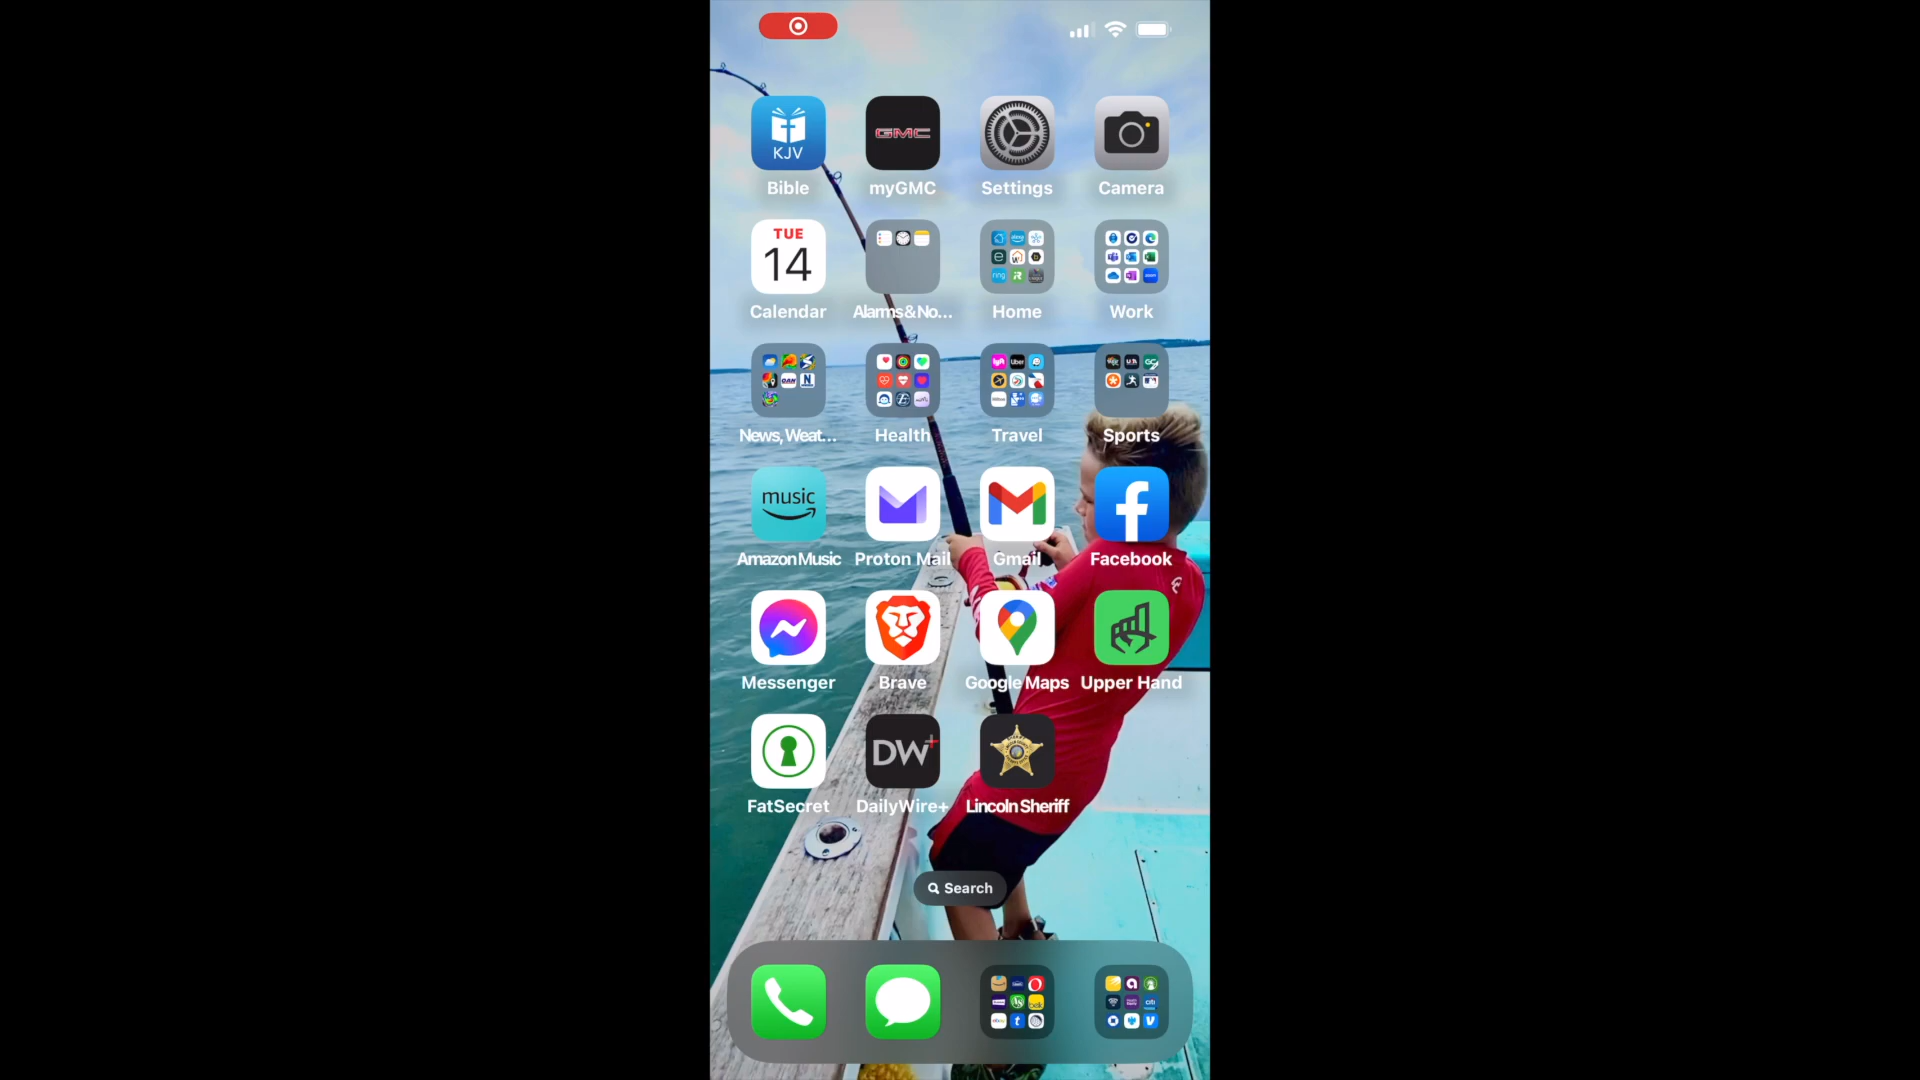 KJV
GMC
Bible
myGMC
Settings
Camera
TUE
14
Calendar
Alarms & No...
Home
Work
News, Weat...
Health
Travel
Sports
music
Amazon Music
Proton Mail
Gmail
Facebook
Messenger
Brave
Google Maps
Upper Hand
DW+
FatSecret
DailyWire+
Lincoln Sheriff
Search